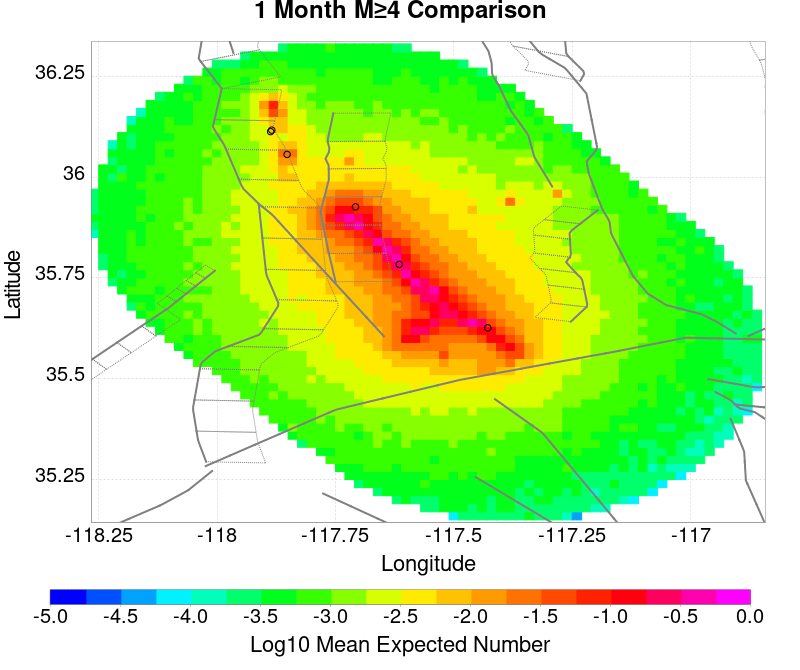 1 Month M≥4 Comparison
36.25
36
35.75
35.5
35.25
Latitude
-118.25 -118 -117.75 -117.5 -117.25 -117
Longitude
-5.0 -4.5 -4.0 -3.5 -3.0 -2.5 -2.0 -1.5 -1.0 -0.5 0.0
Log10 Mean Expected Number